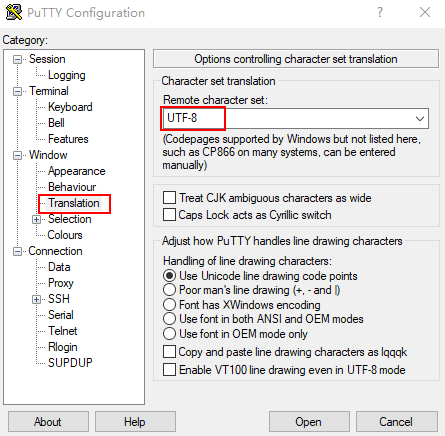 PuTTY Configuration
?
Category:
Session
Logging
Terminal
Keyboard
Bell
Features
Window
Appearance
Behaviour
Translation
Selection
Colours
Connection
Data
Proxy
SSH
Serial
Telnet
Rlogin
SUPDUP
Options controlling character set translation
Character set translation
Remote character set:
UTF-8
(Codepages supported by Windows but not listed here,
such as CP866 on many systems, can be entered
manually)
Treat CJK ambiguous characters as wide
Caps Lock acts as Cyrillic switch
Adjust how PuTTY handles line drawing characters
Handling of line drawing characters:
Use Unicode line drawing code points
Poor man's line drawing (+, - and |)
Font has XWindows encoding
Use font in both ANSI and OEM modes
Use font in OEM mode only
Copy and paste line drawing characters as lqqqk
Enable VT100 line drawing even in UTF-8 mode
About
Help
Open
Cancel